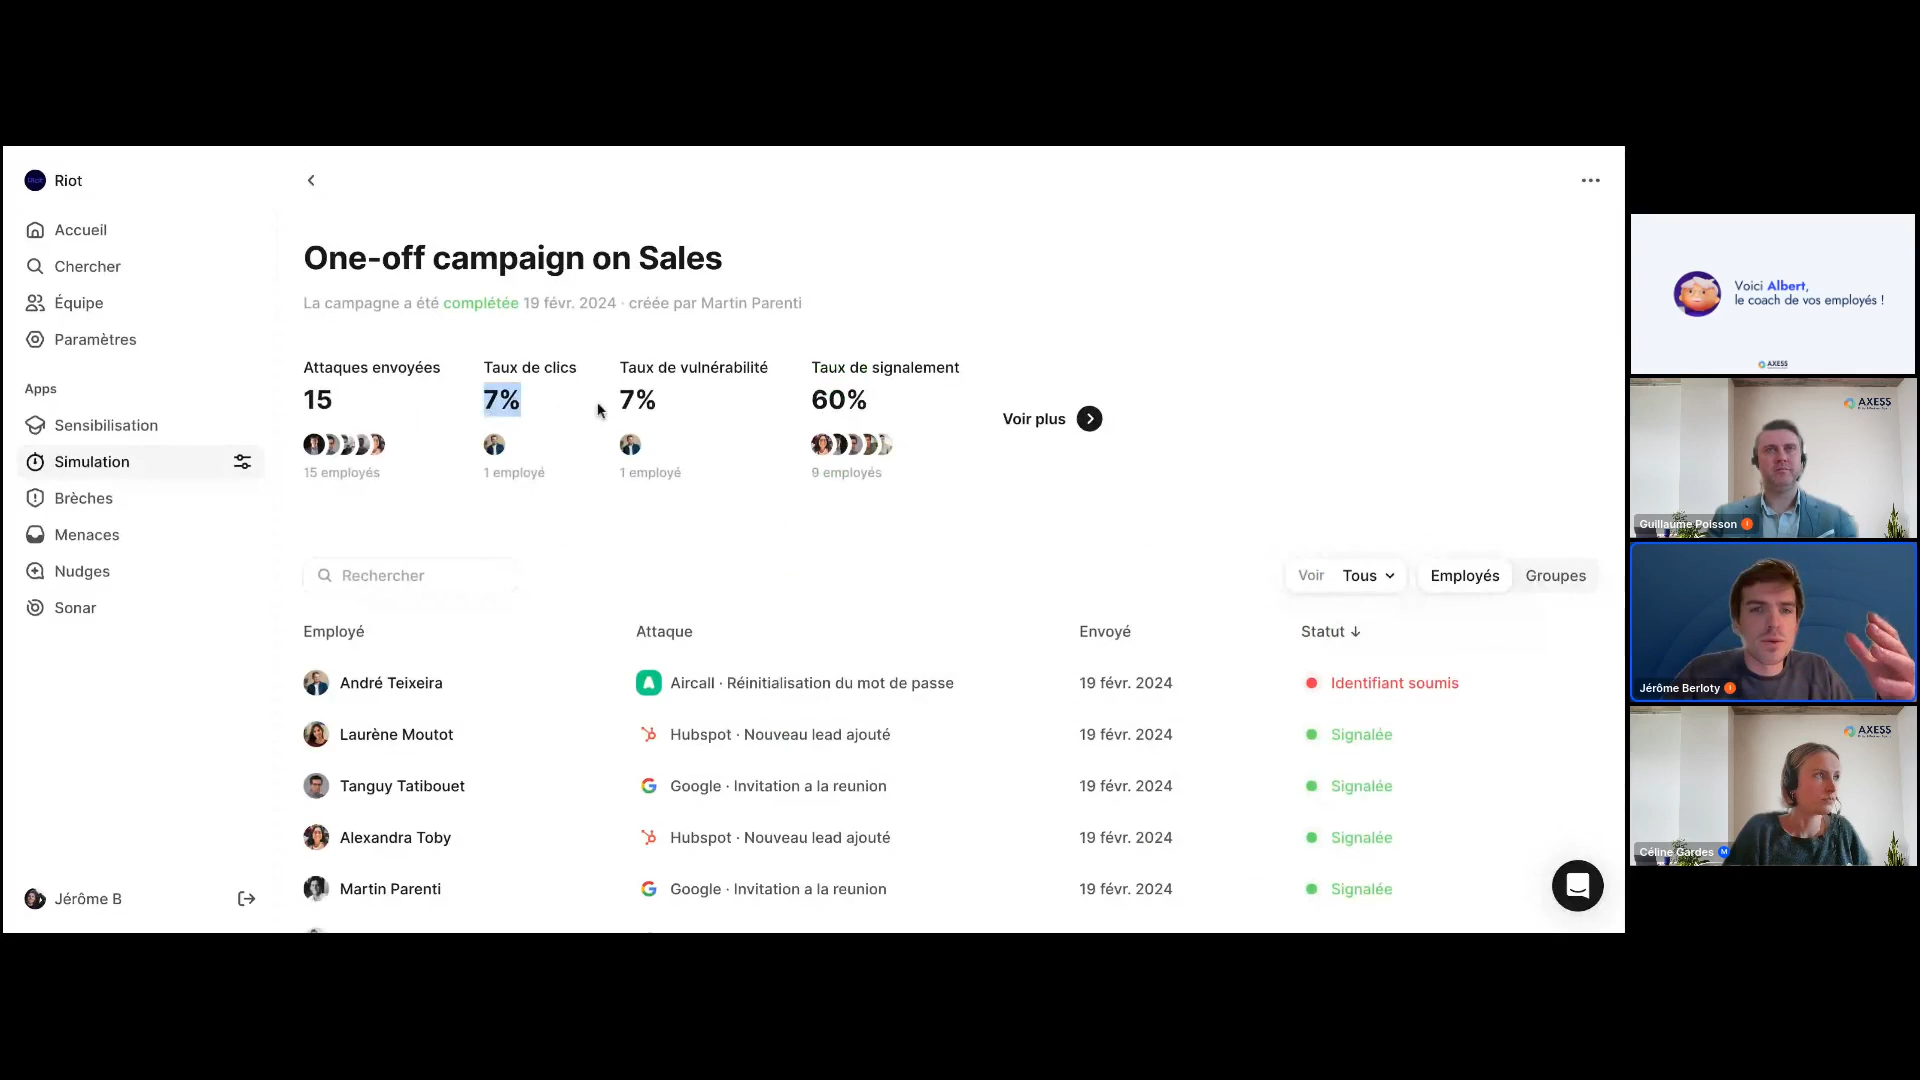 Riot
Accueil
Chercher
Équipe
Paramètres
Apps
Sensibilisation
Simulation
Brèches
Menaces
Nudges
Sonar
Jérôme B
One-off campaign on Sales
La campagne a été complétée 19 févr. 2024 · créée par Martin Parenti
Attaques envoyées
15
15 employés
Taux de clics
7%
1 employé
Taux de vulnérabilité
7%
1 employé
Taux de signalement
60%
9 employés
Voir plus
Rechercher
Voir Tous
Employés
Groupes
Employé Attaque Envoyé Statut ↓
André Teixeira Aircall · Réinitialisation du mot de passe 19 févr. 2024 Identifiant soumis
Laurène Moutot Hubspot · Nouveau lead ajouté 19 févr. 2024 Signalée
Tanguy Tatibouet Google · Invitation a la reunion 19 févr. 2024 Signalée
Alexandra Toby Hubspot · Nouveau lead ajouté 19 févr. 2024 Signalée
Martin Parenti Google · Invitation a la reunion 19 févr. 2024 Signalée
Voici Albert,
le coach de vos employés !
AXESS
AXESS
Guillaume Poisson
Jérôme Berloty
AXESS
Céline Gardes M